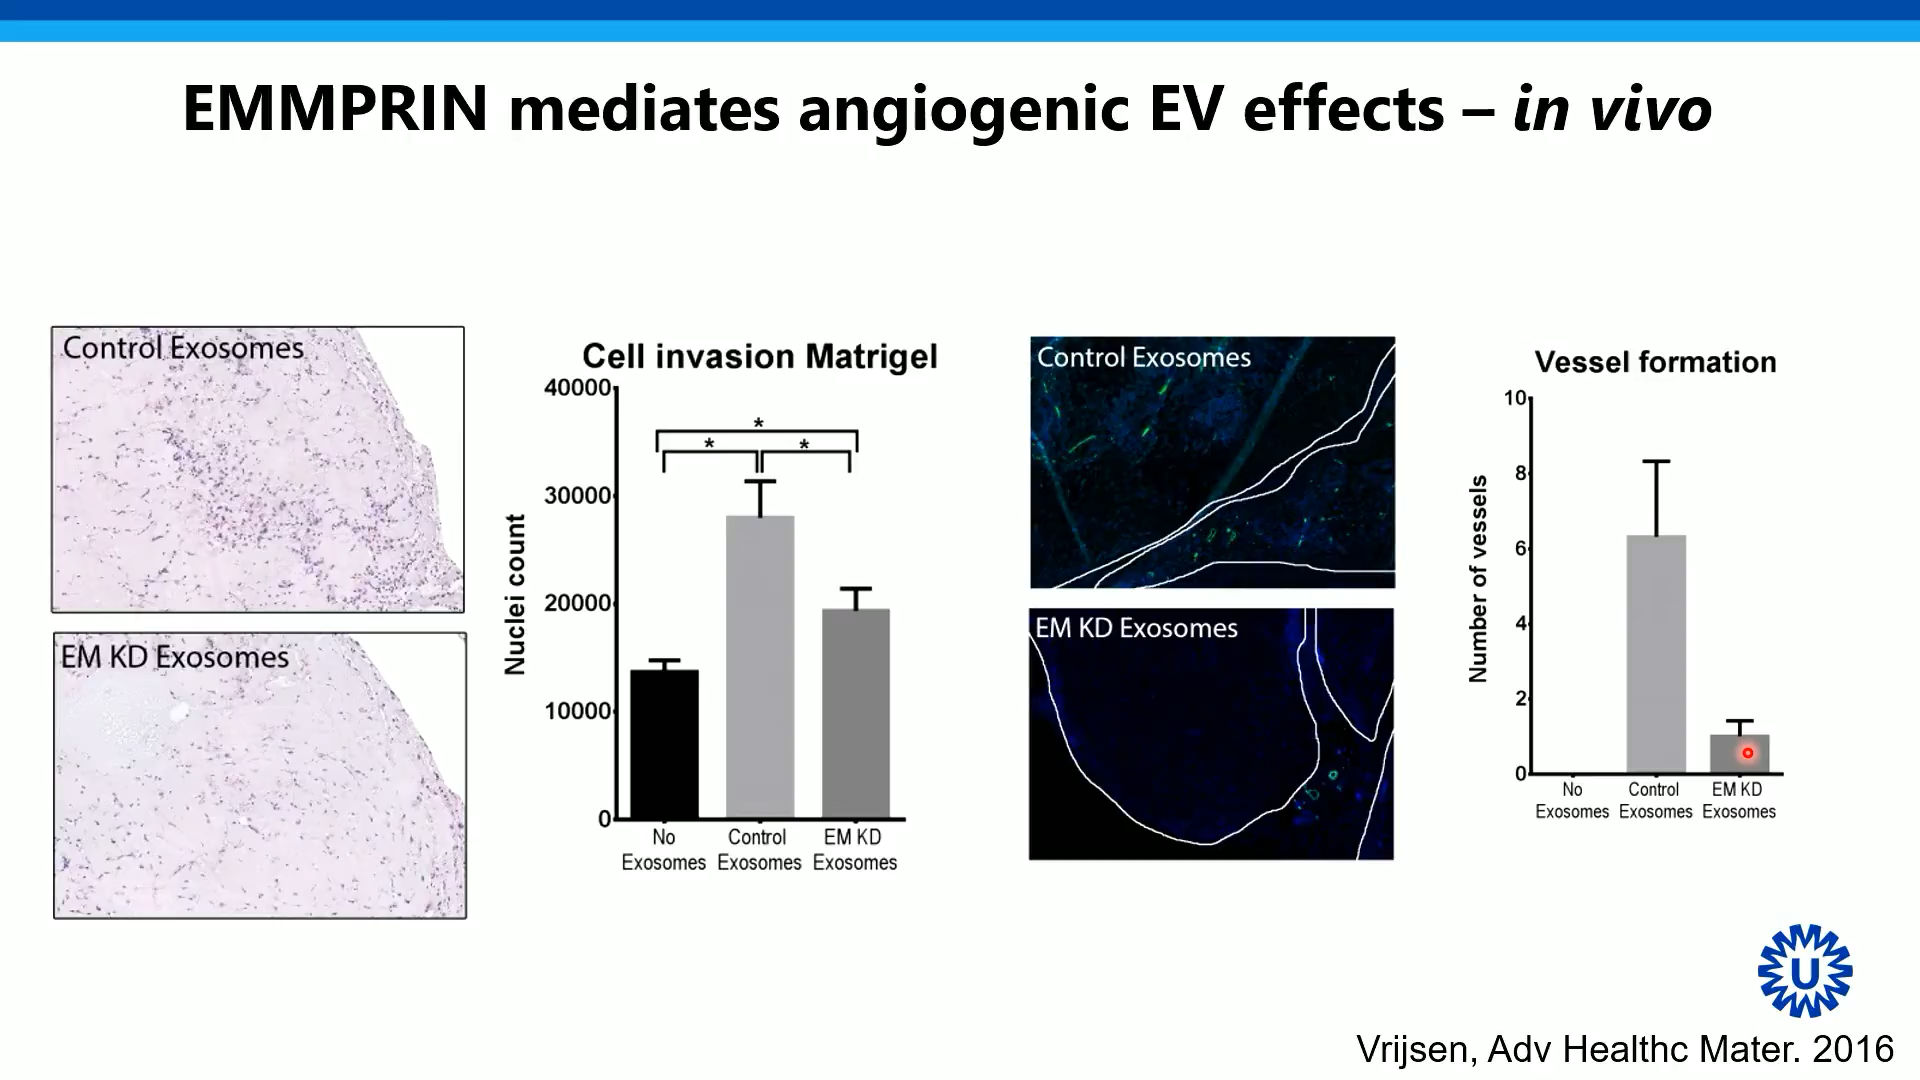 EMMPRIN mediates angiogenic EV effects – in vivo
Control Exosomes
EM KD Exosomes
Cell invasion Matrigel
Nuclei count
40000
30000
20000
10000
0
*
*
*
No Exosomes
Control Exosomes
EM KD Exosomes
Control Exosomes
EM KD Exosomes
Vessel formation
Number of vessels
10
8
6
4
2
0
No Exosomes
Control Exosomes
EM KD Exosomes
U
Vrijsen, Adv Healthc Mater. 2016